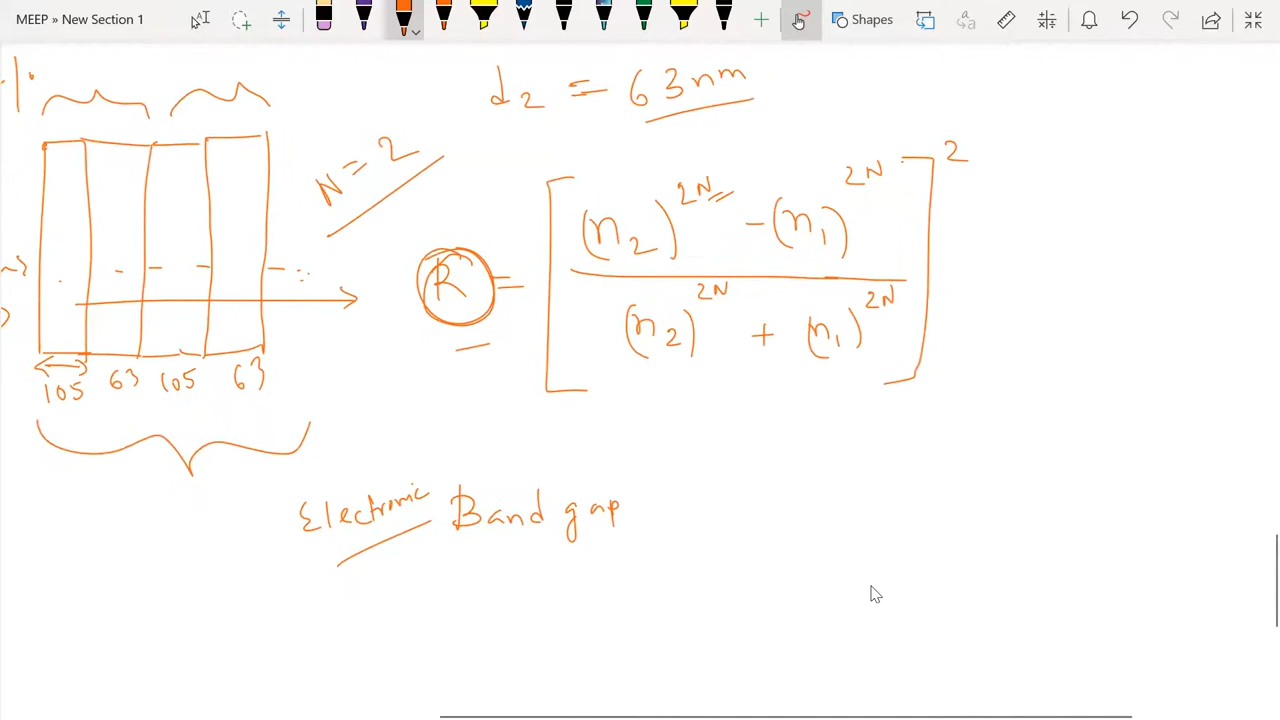 MEEP » New Section 1
Shapes
d₂ = 63nm
N = 2
R = [ (n₂)^2N - (n₁)^2N / (n₂)^2N + (n₁)^2N ]^2
105 63 105 63
Electronic Band gap